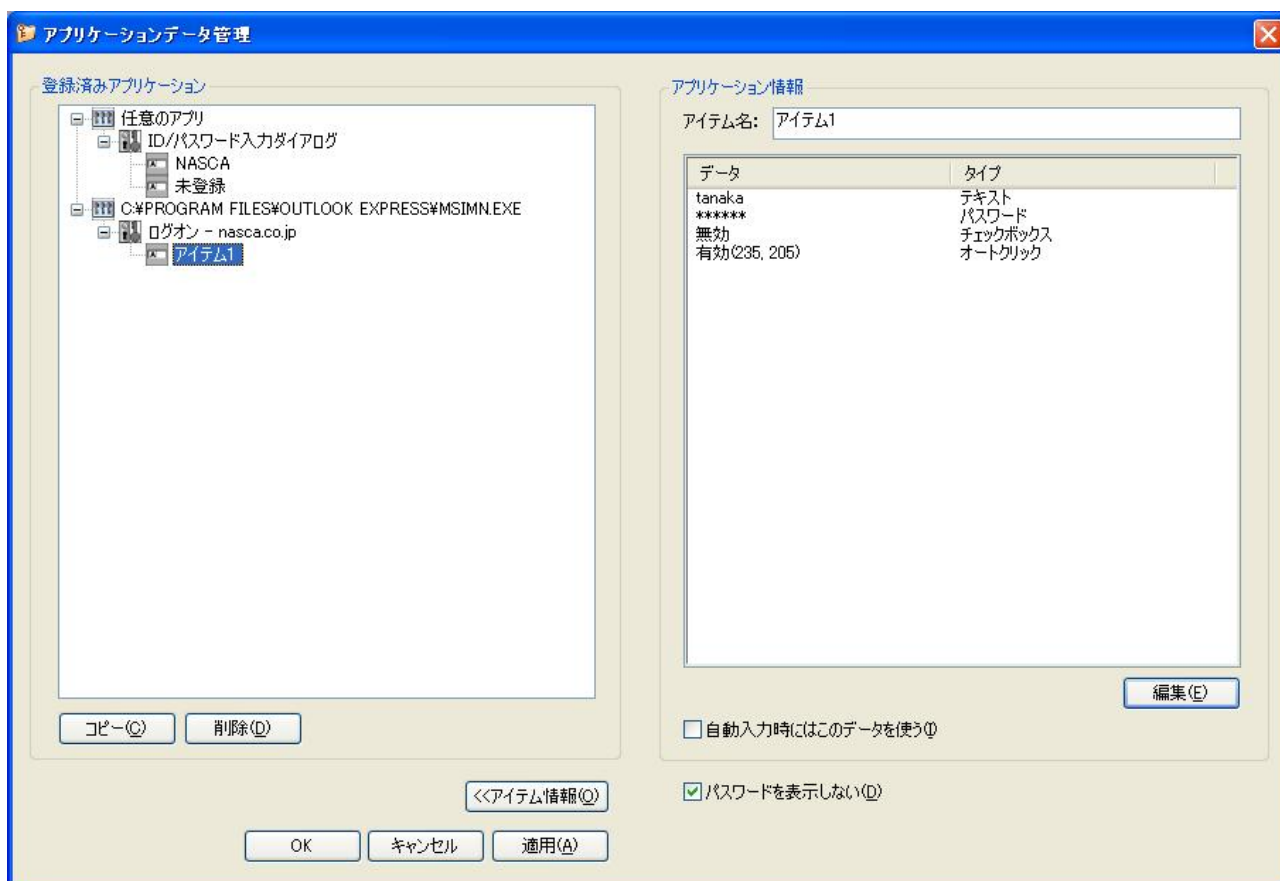 アプリケーションデータ管理
登録済みアプリケーション
任意のアプリ
ID/パスワード入力ダイアログ
NASCA
未登録
C:¥PROGRAM FILES¥OUTLOOK EXPRESS¥MSIMN.EXE
ログオン - nasca.co.jp
アイテム1
コピー(C)
削除(D)
<<アイテム情報(O)
OK
キャンセル
適用(A)
アプリケーション情報
アイテム名: アイテム1
データ タイプ
tanaka テキスト
****** パスワード
無効 チェックボックス
有効(235, 205) オートクリック
編集(E)
自動入力時にはこのデータを使う(I)
パスワードを表示しない(D)